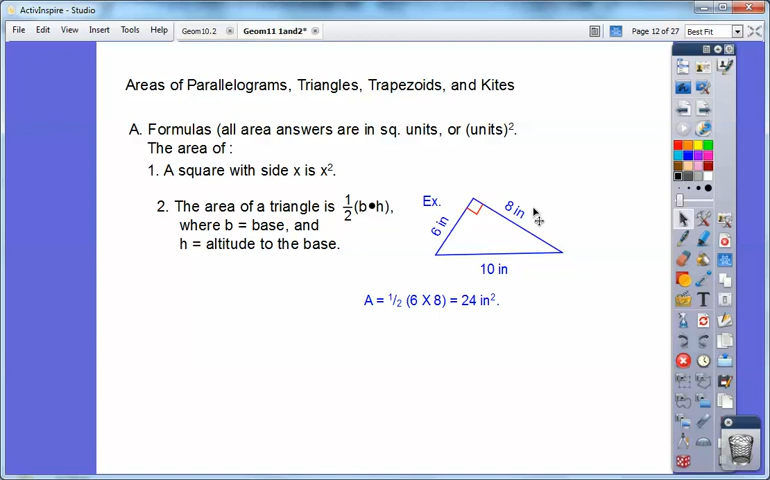 ActivInspire - Studio
File Edit View Insert Tools Help Geom10.2 Geom11 1and2* Page 12 of 27 Best Fit
Areas of Parallelograms, Triangles, Trapezoids, and Kites
A. Formulas (all area answers are in sq. units, or (units)².
The area of :
1. A square with side x is x².
2. The area of a triangle is 1/2(b•h),
where b = base, and
h = altitude to the base.
Ex.
8 in
6 in
10 in
A = ¹/₂ (6 X 8) = 24 in².